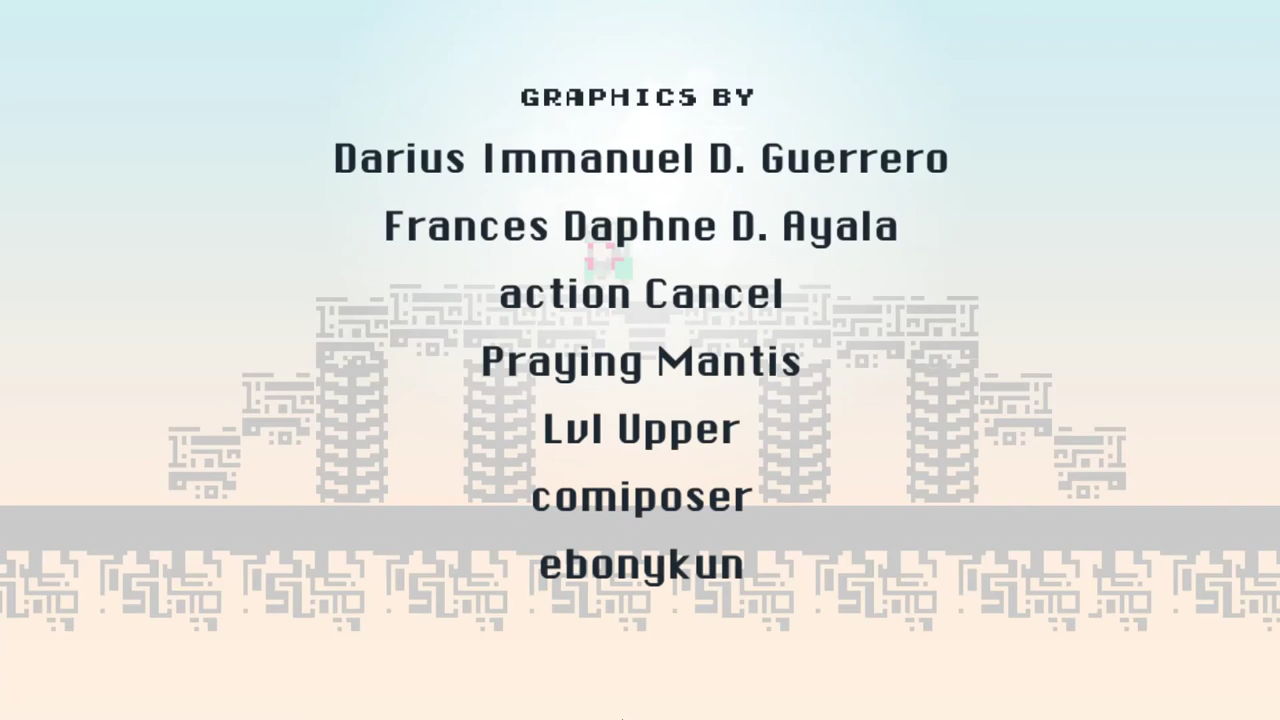 GRAPHICS BY
Darius Immanuel D. Guerrero
Frances Daphne D. Ayala
action Cancel
Praying Mantis
Lvl Upper
comiposer
ebonykun